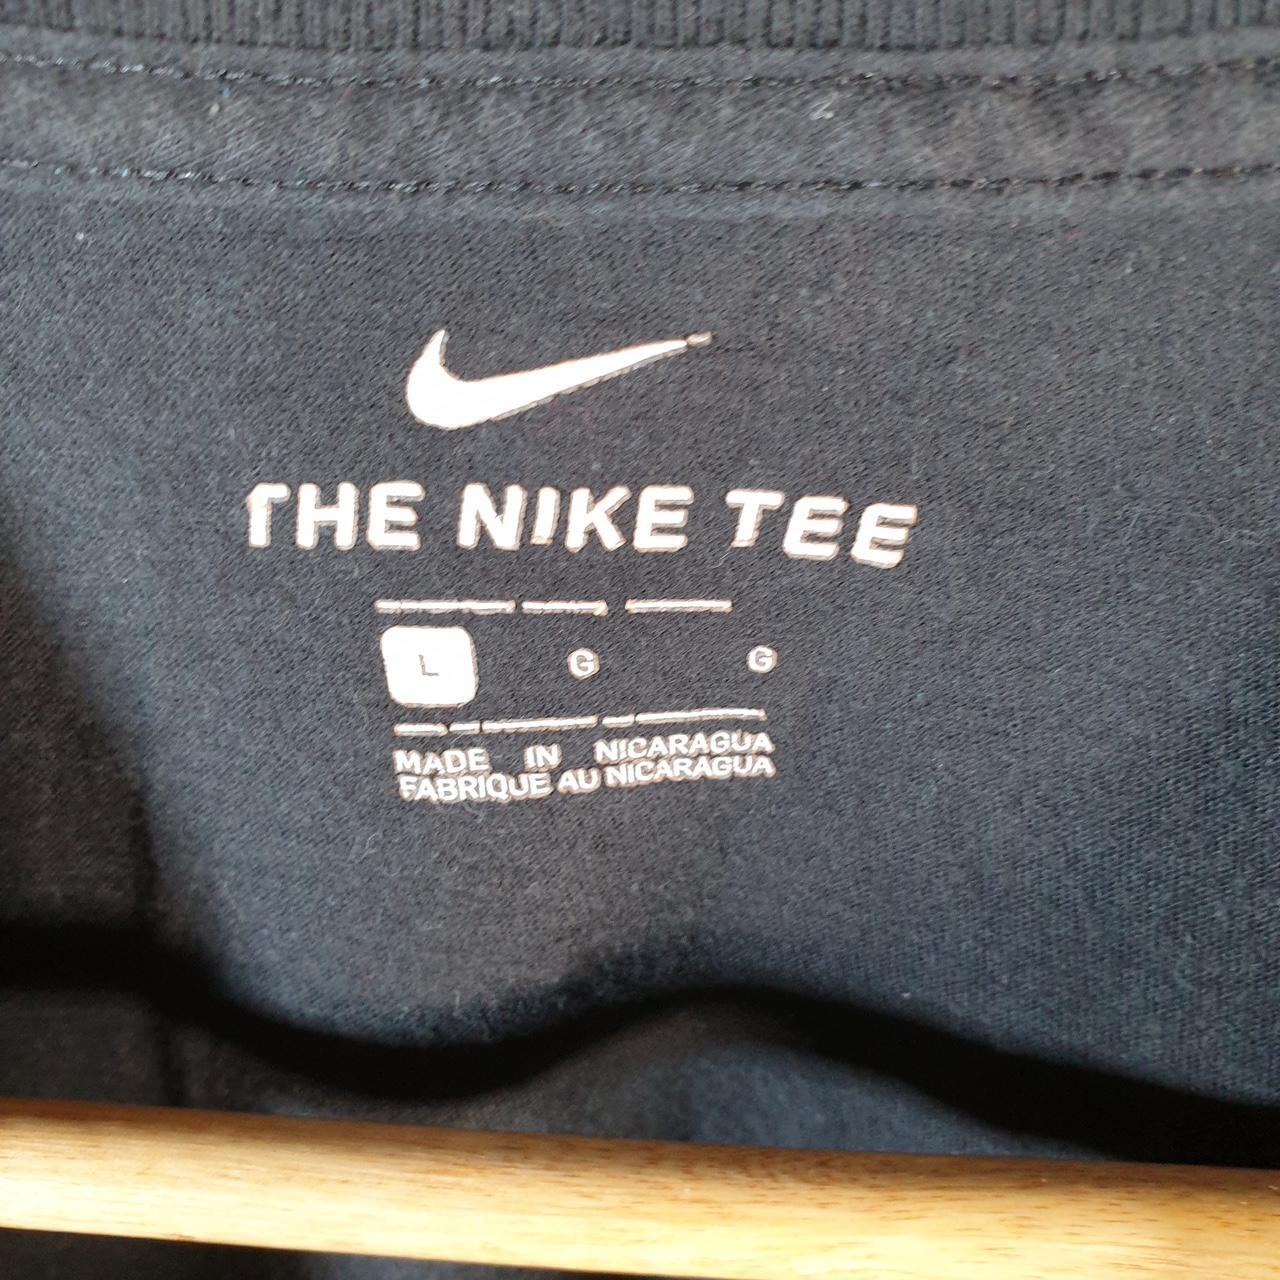 THE NIKE TEE
L G G
MADE IN NICARAGUA
FABRIQUE AU NICARAGUA